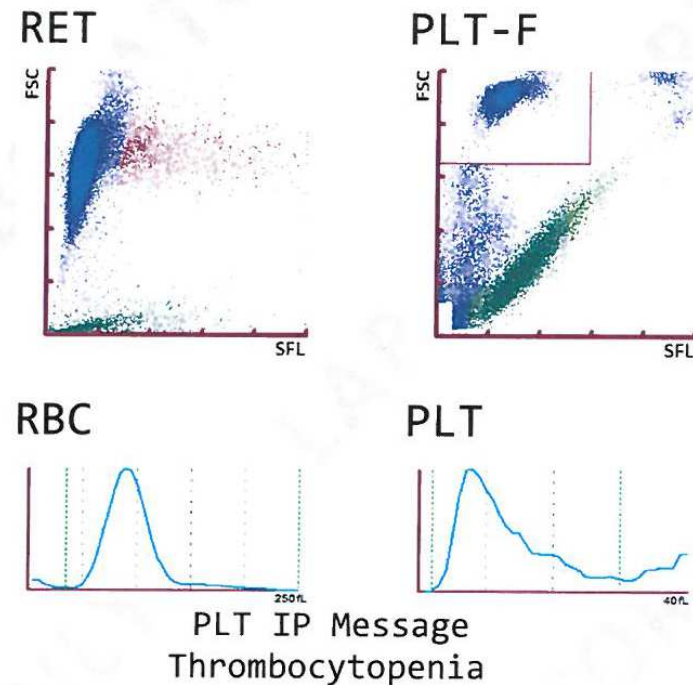 RET
PLT-F
FSC
SFL
FSC
SFL
RBC
PLT
250fL
40fL
PLT IP Message
Thrombocytopenia